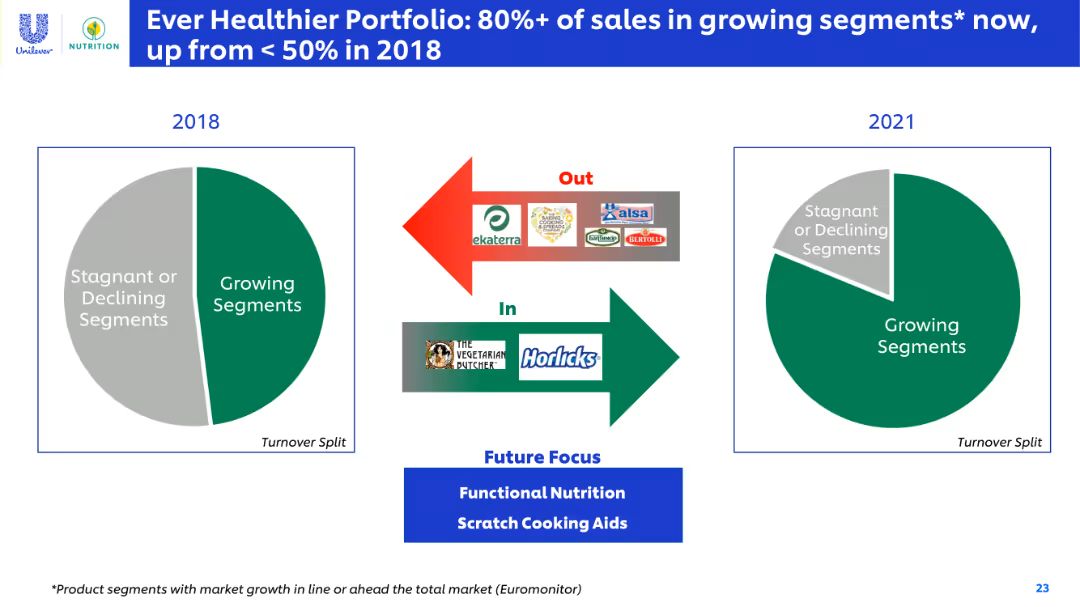 Unilever
NUTRITION
Ever Healthier Portfolio: 80%+ of sales in growing segments* now,
up from < 50% in 2018
2018
Stagnant or
Declining
Segments
Growing
Segments
Turnover Split
Out
ekaterra
alsa
BERTOLLI
In
THE
VEGETARIAN
BUTCHER
Horlicks
Future Focus
Functional Nutrition
Scratch Cooking Aids
2021
Stagnant
or Declining
Segments
Growing
Segments
Turnover Split
*Product segments with market growth in line or ahead the total market (Euromonitor)
23